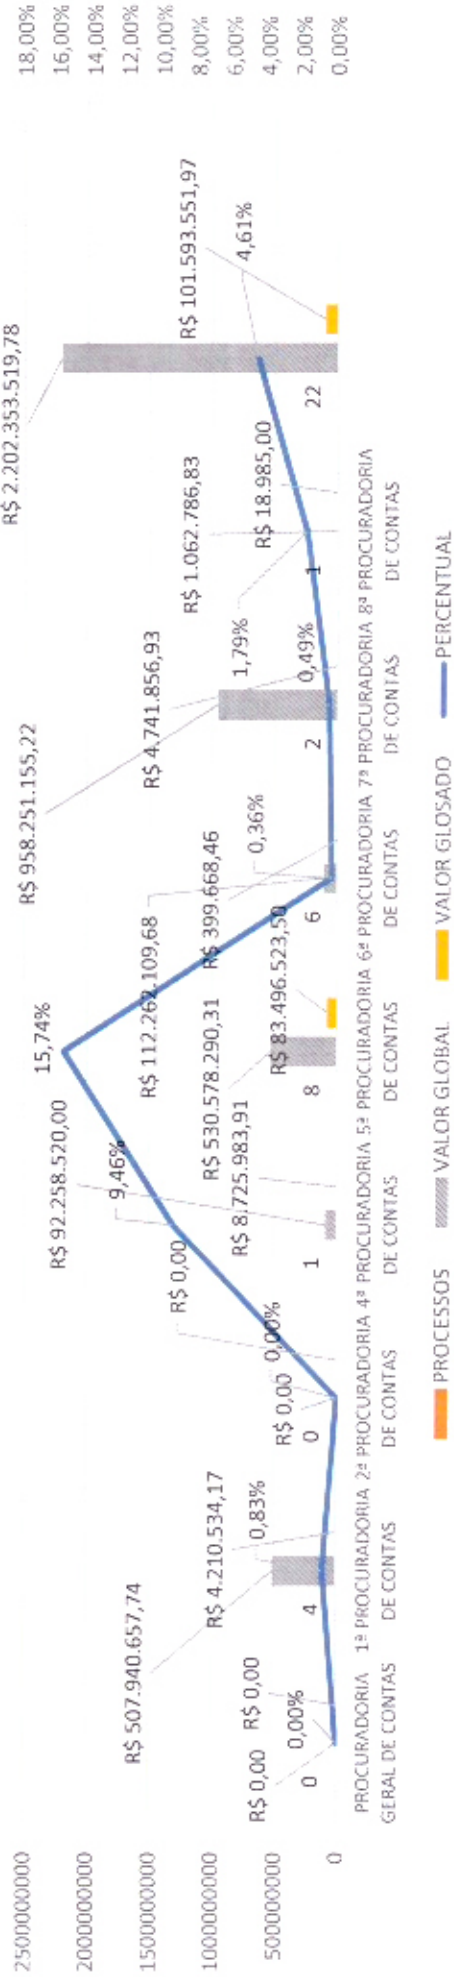 2500000000
2000000000
1500000000
1000000000
500000000
0
18,00%
16,00%
14,00%
12,00%
10,00%
8,00%
6,00%
4,00%
2,00%
0,00%
R$ 0,00
0
0,00%
R$ 0,00
R$ 507.940.657,74
4
R$ 4.210.534,17
0,83%
R$ 0,00
0
0,00%
R$ 0,00
R$ 92.258.520,00
1
9,46%
R$ 8.725.983,91
15,74%
R$ 530.578.290,31
8
R$ 83.496.523,50
R$ 112.262.109,68
6
R$ 399.668,46
0,36%
R$ 958.251.155,22
2
R$ 4.741.856,93
0,49%
1,79%
R$ 1.062.786,83
1
R$ 18.985,00
R$ 2.202.353.519,78
22
R$ 101.593.551,97
4,61%
PROCURADORIA 1ª PROCURADORIA 2ª PROCURADORIA 4ª PROCURADORIA 5ª PROCURADORIA 6ª PROCURADORIA 7ª PROCURADORIA 8ª PROCURADORIA
GERAL DE CONTAS DE CONTAS DE CONTAS DE CONTAS DE CONTAS DE CONTAS DE CONTAS DE CONTAS
PROCESSOS VALOR GLOBAL VALOR GLOSADO PERCENTUAL